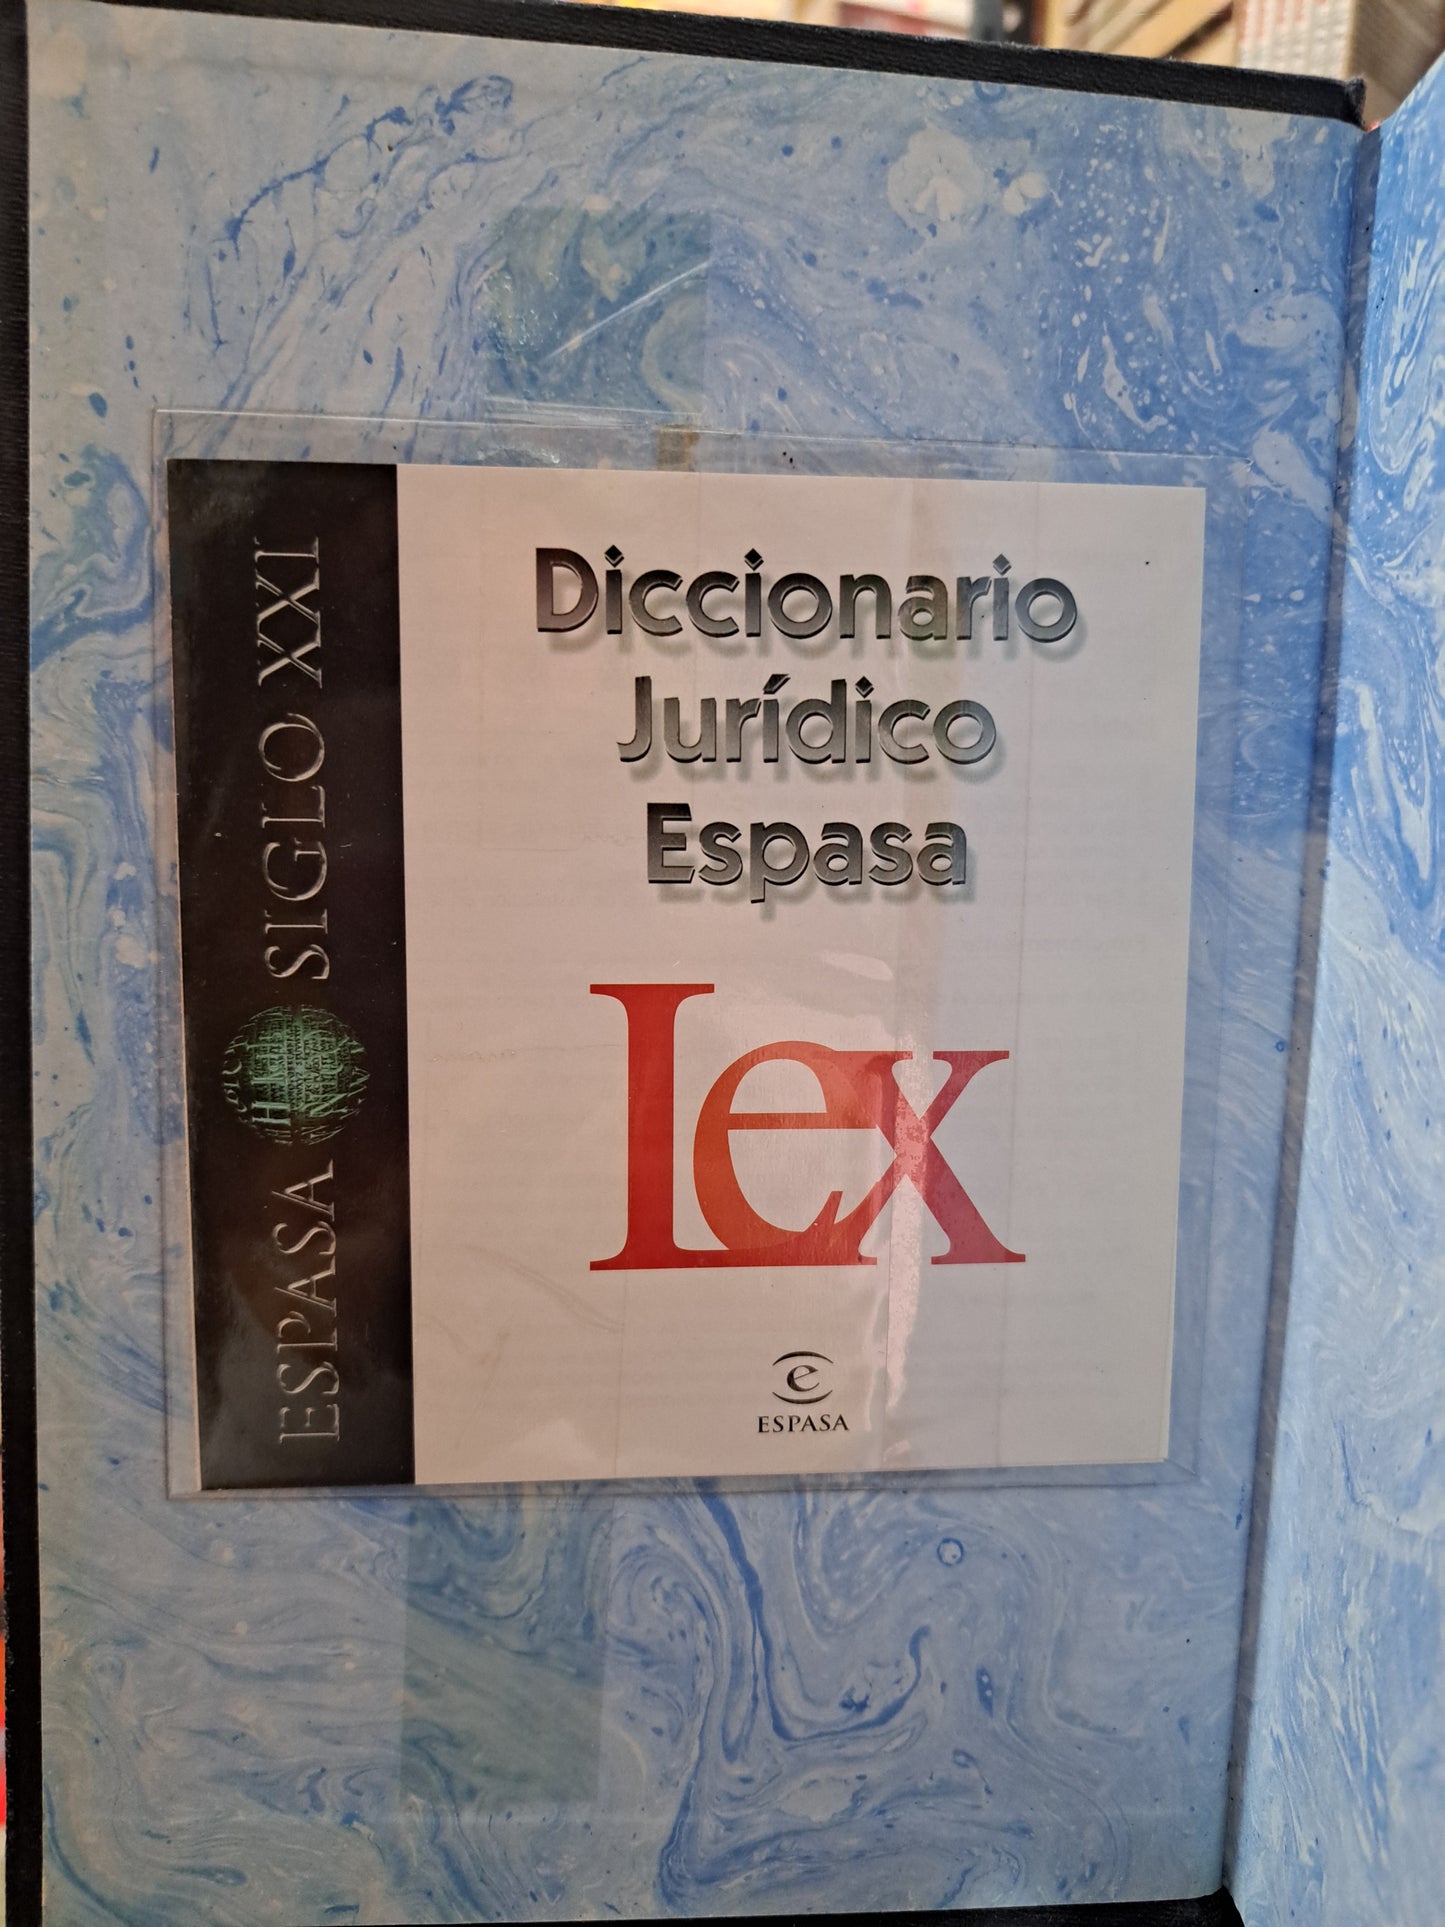 ESPASA SIGLO XXI
Diccionario
Jurídico
Espasa
Lex
e
ESPASA